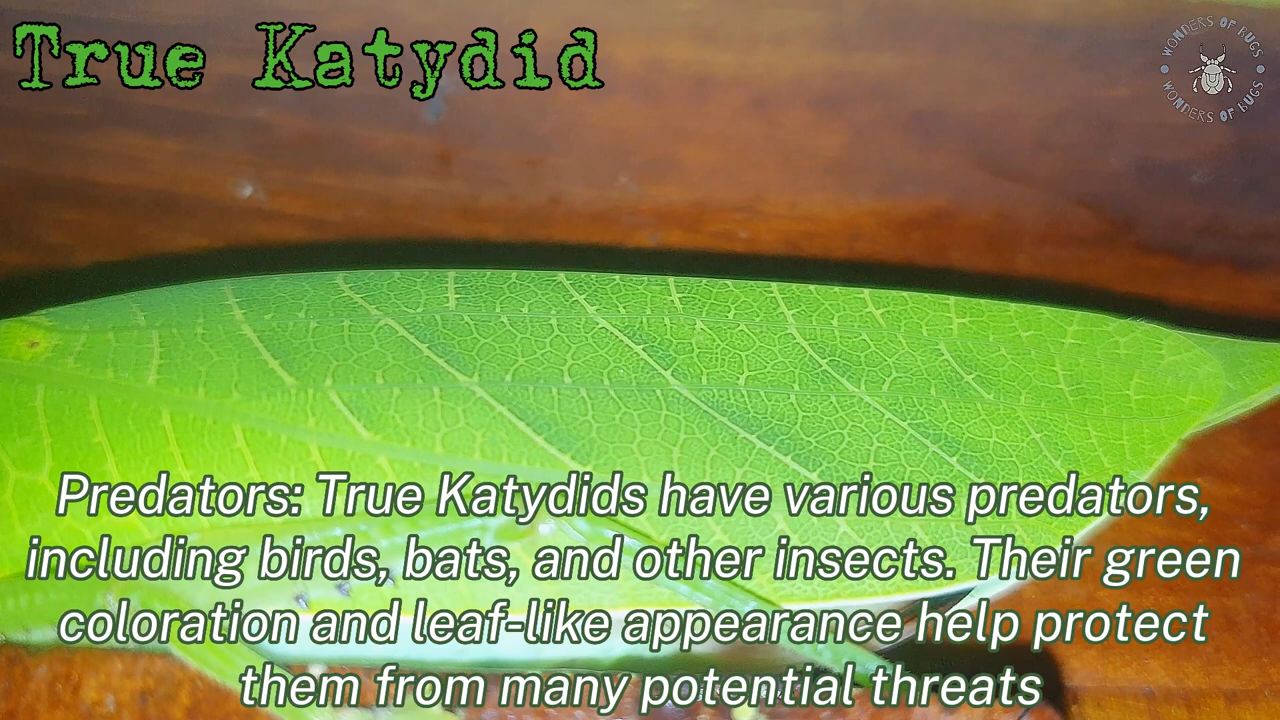 True Katydid
WONDERS OF BUGS
WONDERS OF BUGS
Predators: True Katydids have various predators,
including birds, bats, and other insects. Their green
coloration and leaf-like appearance help protect
them from many potential threats